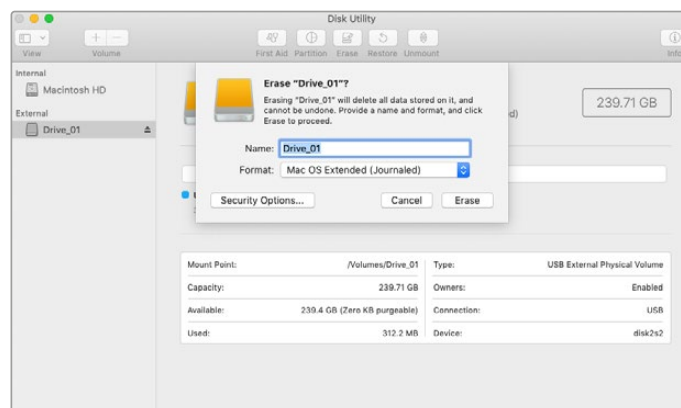 Disk Utility
View
Volume
First Aid Partition Erase Restore Unmount
Info
Internal
Macintosh HD
External
Drive_01
Erase "Drive_01"?
Erasing "Drive_01" will delete all data stored on it, and
cannot be undone. Provide a name and format, and click
Erase to proceed.
d)
239.71 GB
Name: Drive_01
Format: Mac OS Extended (Journaled)
Security Options... Cancel Erase
Mount Point: /Volumes/Drive_01 Type: USB External Physical Volume
Capacity: 239.71 GB Owners: Enabled
Available: 239.4 GB (Zero KB purgeable) Connection: USB
Used: 312.2 MB Device: disk2s2